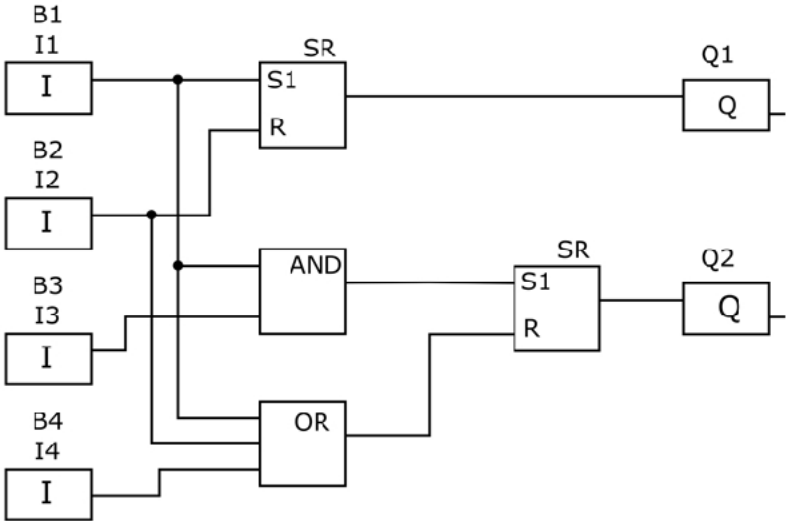 B1
I1
I
SR
S1
R
Q1
Q
B2
I2
I
AND
SR
S1
R
Q2
Q
B3
I3
I
OR
B4
I4
I